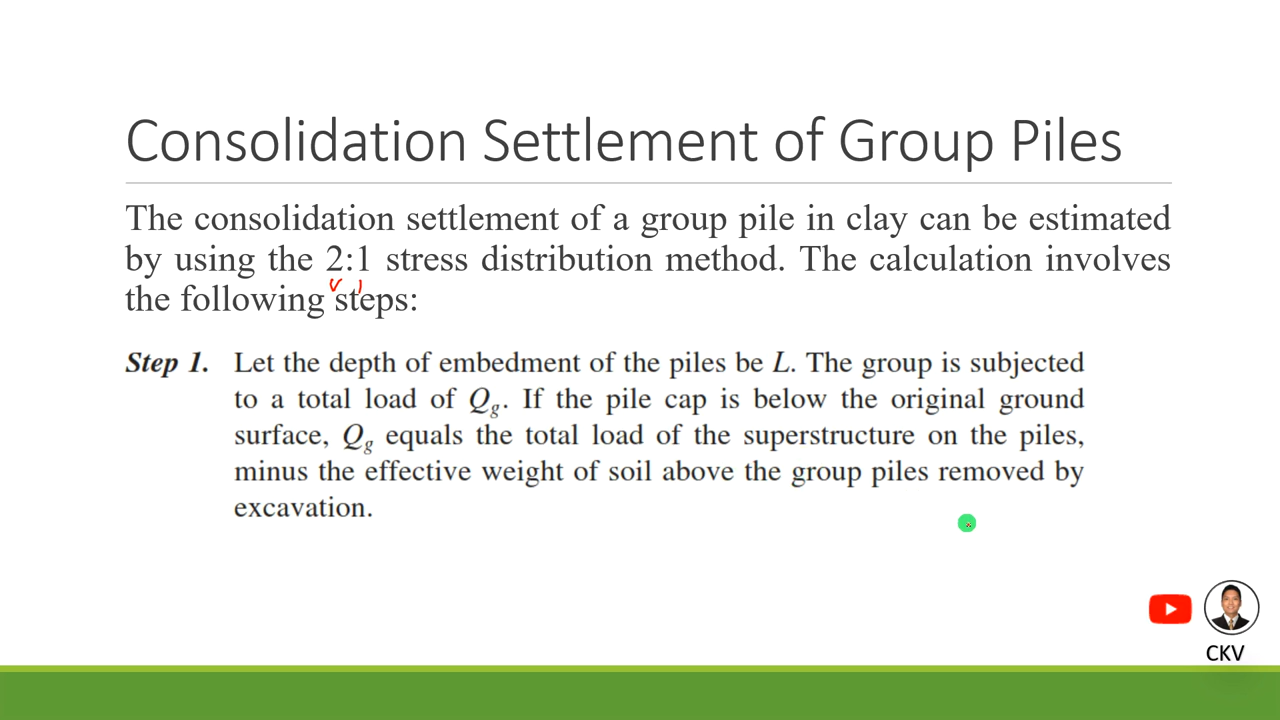 Consolidation Settlement of Group Piles
The consolidation settlement of a group pile in clay can be estimated
by using the 2:1 stress distribution method. The calculation involves
the following steps:
Step 1. Let the depth of embedment of the piles be L. The group is subjected
to a total load of Qg. If the pile cap is below the original ground
surface, Qg equals the total load of the superstructure on the piles,
minus the effective weight of soil above the group piles removed by
excavation.
CKV